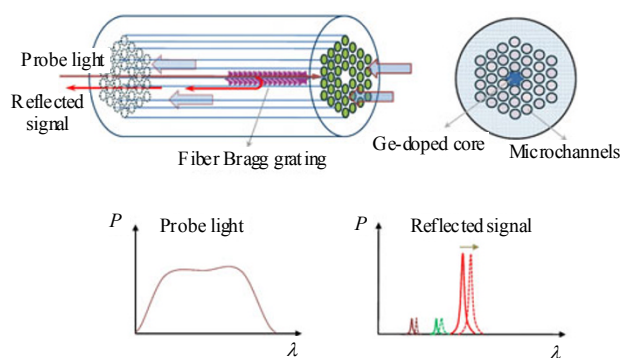 Probe light
Reflected
signal
Fiber Bragg grating
Ge-doped core
Microchannels
P
Probe light
λ
P
Reflected signal
λ